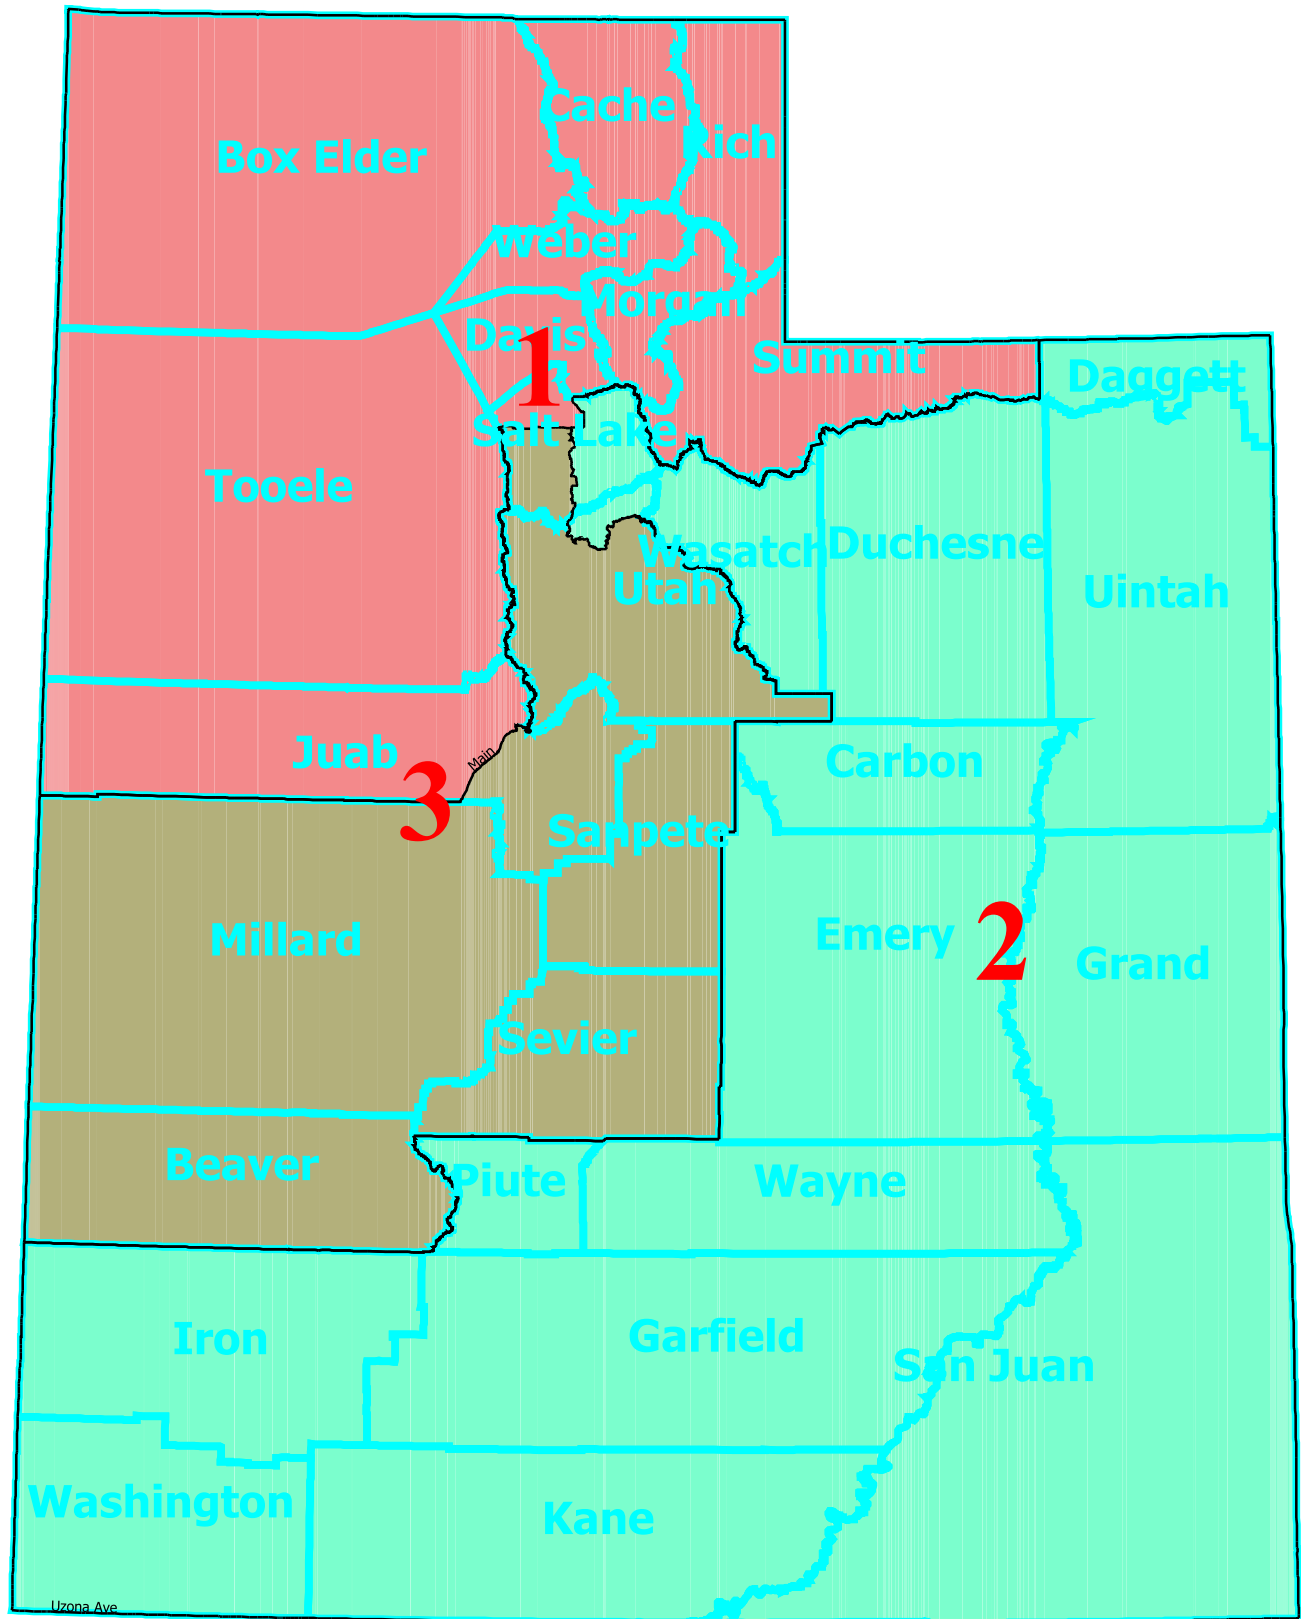 Cache
Rich
Box Elder
Weber
Morgan
Davis
1
Summit
Daggett
Salt Lake
Tooele
Wasatch
Duchesne
Utah
Uintah
Juab
Main
3
Carbon
Sanpete
Millard
Emery
2
Grand
Sevier
Beaver
Piute
Wayne
Iron
Garfield
San Juan
Washington
Kane
Uzona Ave